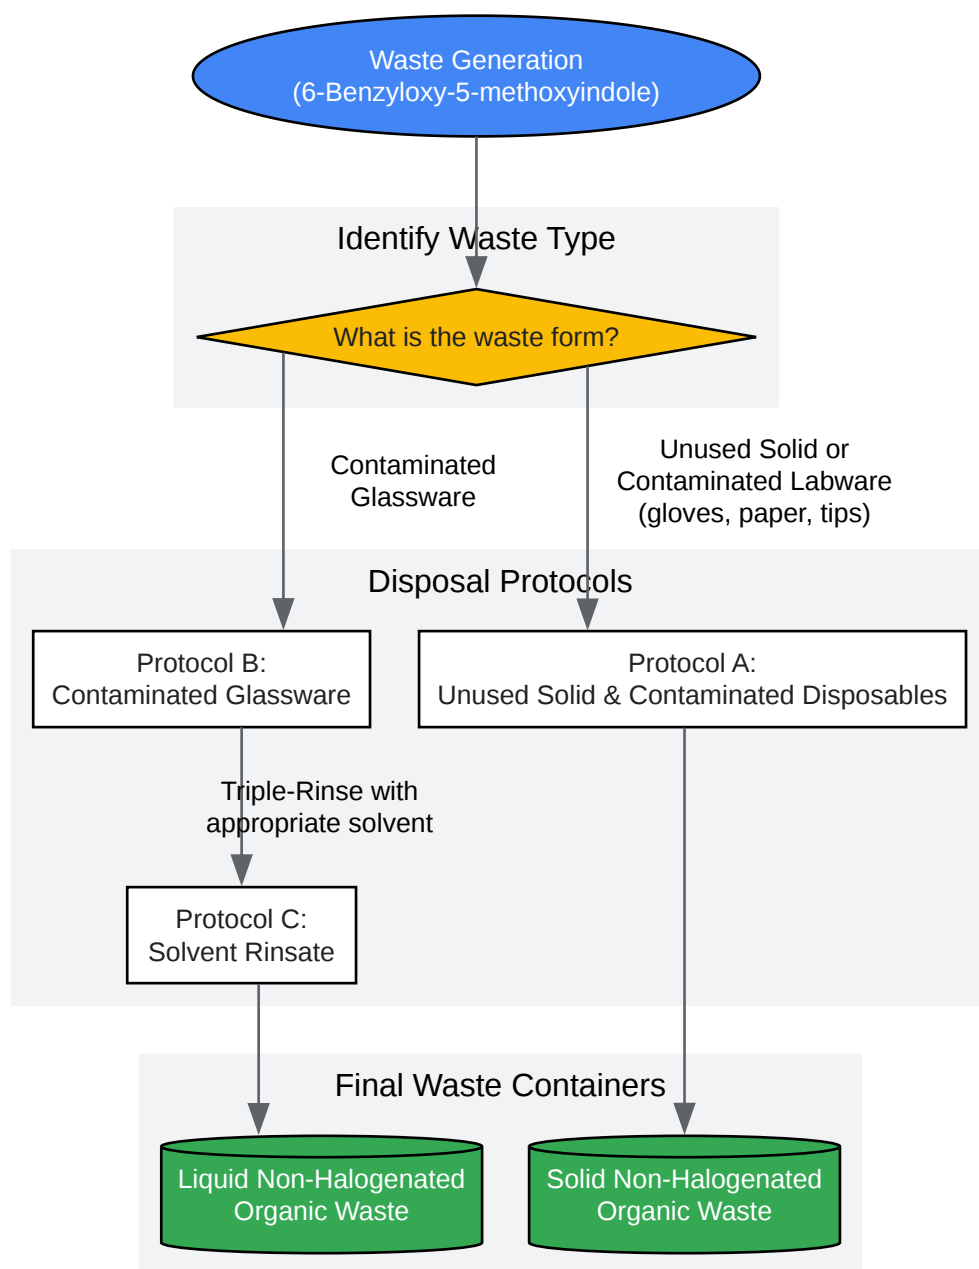 Waste Generation
(6-Benzyloxy-5-methoxyindole)
Identify Waste Type
What is the waste form?
Contaminated
Glassware
Unused Solid or
Contaminated Labware
(gloves, paper, tips)
Disposal Protocols
Protocol B:
Contaminated Glassware
Protocol A:
Unused Solid & Contaminated Disposables
Triple-Rinse with
appropriate solvent
Protocol C:
Solvent Rinsate
Final Waste Containers
Liquid Non-Halogenated
Organic Waste
Solid Non-Halogenated
Organic Waste